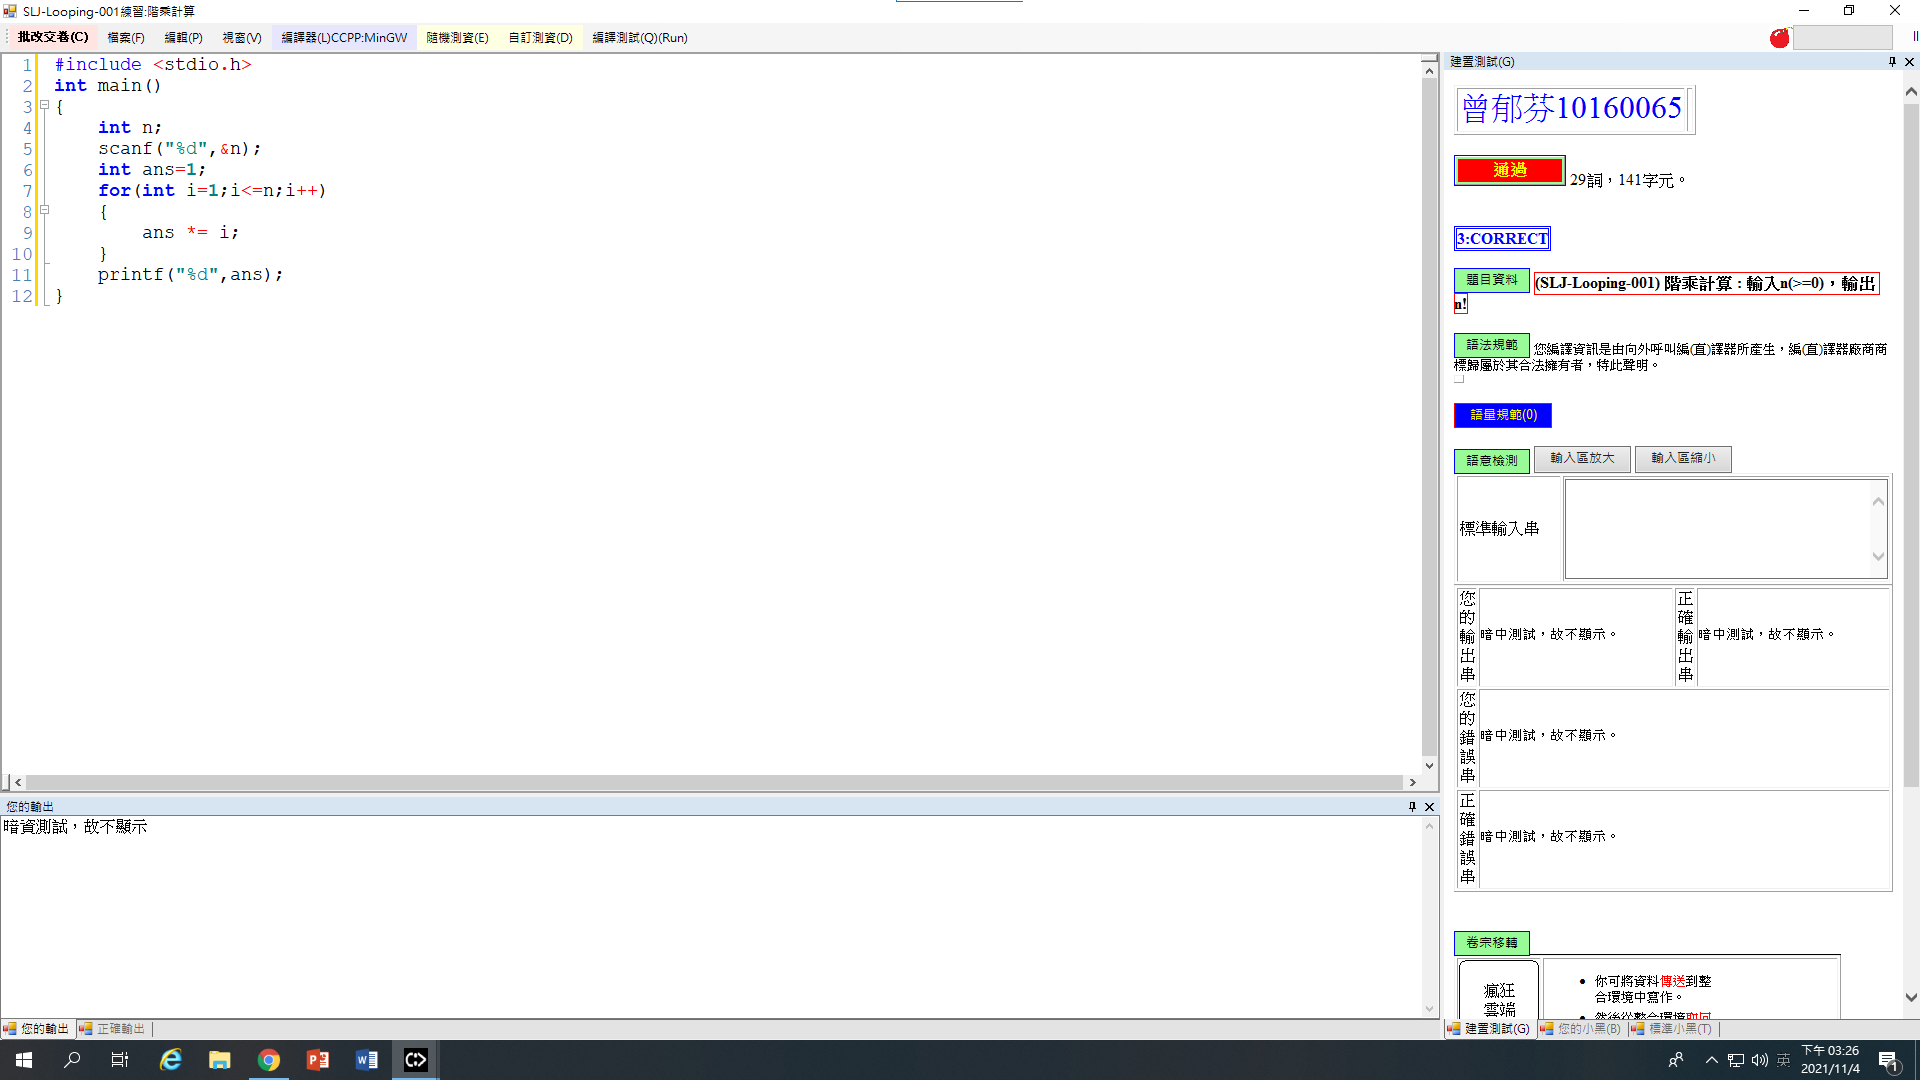 SLJ-Looping-001練習:階乘計算
批改交卷(C) 檔案(F) 編輯(P) 視窗(V) 編譯器(L)CCPP:MinGW 隨機測資(E) 自訂測資(D) 編譯測試(Q)(Run)
1 #include <stdio.h>
2 int main()
3 {
4 int n;
5 scanf("%d",&n);
6 int ans=1;
7 for(int i=1;i<=n;i++)
8 {
9 ans *= i;
10 }
11 printf("%d",ans);
12 }
您的輸出
暗資測試，故不顯示
您的輸出 正確輸出
建置測試(G)
曾郁芬10160065
通過 29詞，141字元。
3:CORRECT
題目資料 (SLJ-Looping-001) 階乘計算 : 輸入n(>=0)，輸出
n!
語法規範 您編譯資訊是由向外呼叫編(直)譯器所產生，編(直)譯器廠商商
標歸屬於其合法擁有者，特此聲明。
語量規範(0)
語意檢測 輸入區放大 輸入區縮小
標準輸入串
您的輸出串 暗中測試，故不顯示。 正確輸出串 暗中測試，故不顯示。
您的錯誤串 暗中測試，故不顯示。
正確錯誤串 暗中測試，故不顯示。
卷宗移轉
瘋狂
雲端
你可將資料傳送到整
合環境中寫作。
然後從整合環境取回
建置測試(G) 您的小黑(B) 標準小黑(T)
英
下午 03:26
2021/11/4
1